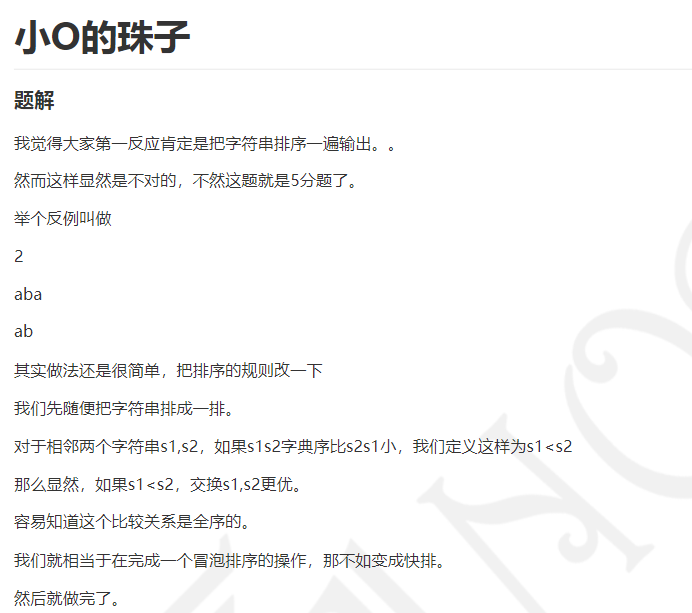 小O的珠子
题解
我觉得大家第一反应肯定是把字符串排序一遍输出。。
然而这样显然是不对的，不然这题就是5分题了。
举个反例叫做
2
aba
ab
其实做法还是很简单，把排序的规则改一下
我们先随便把字符串排成一排。
对于相邻两个字符串s1,s2，如果s1s2字典序比s2s1小，我们定义这样为s1<s2
那么显然，如果s1<s2，交换s1,s2更优。
容易知道这个比较关系是全序的。
我们就相当于在完成一个冒泡排序的操作，那不如变成快排。
然后就做完了。